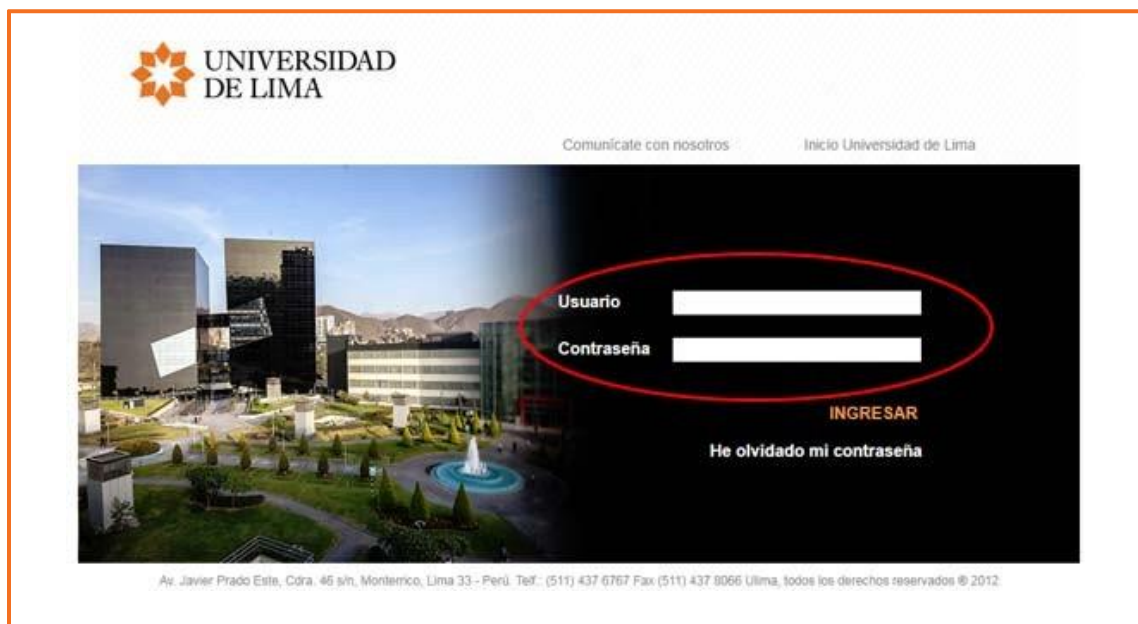 UNIVERSIDAD
DE LIMA
Comunícate con nosotros Inicio Universidad de Lima
Usuario
Contraseña
INGRESAR
He olvidado mi contraseña
Av. Javier Prado Este, Cdra. 46 s/n, Monterrico, Lima 33 - Perú. Telf.: (511) 437 6767 Fax (511) 437 8066 Ulima, todos los derechos reservados ® 2012